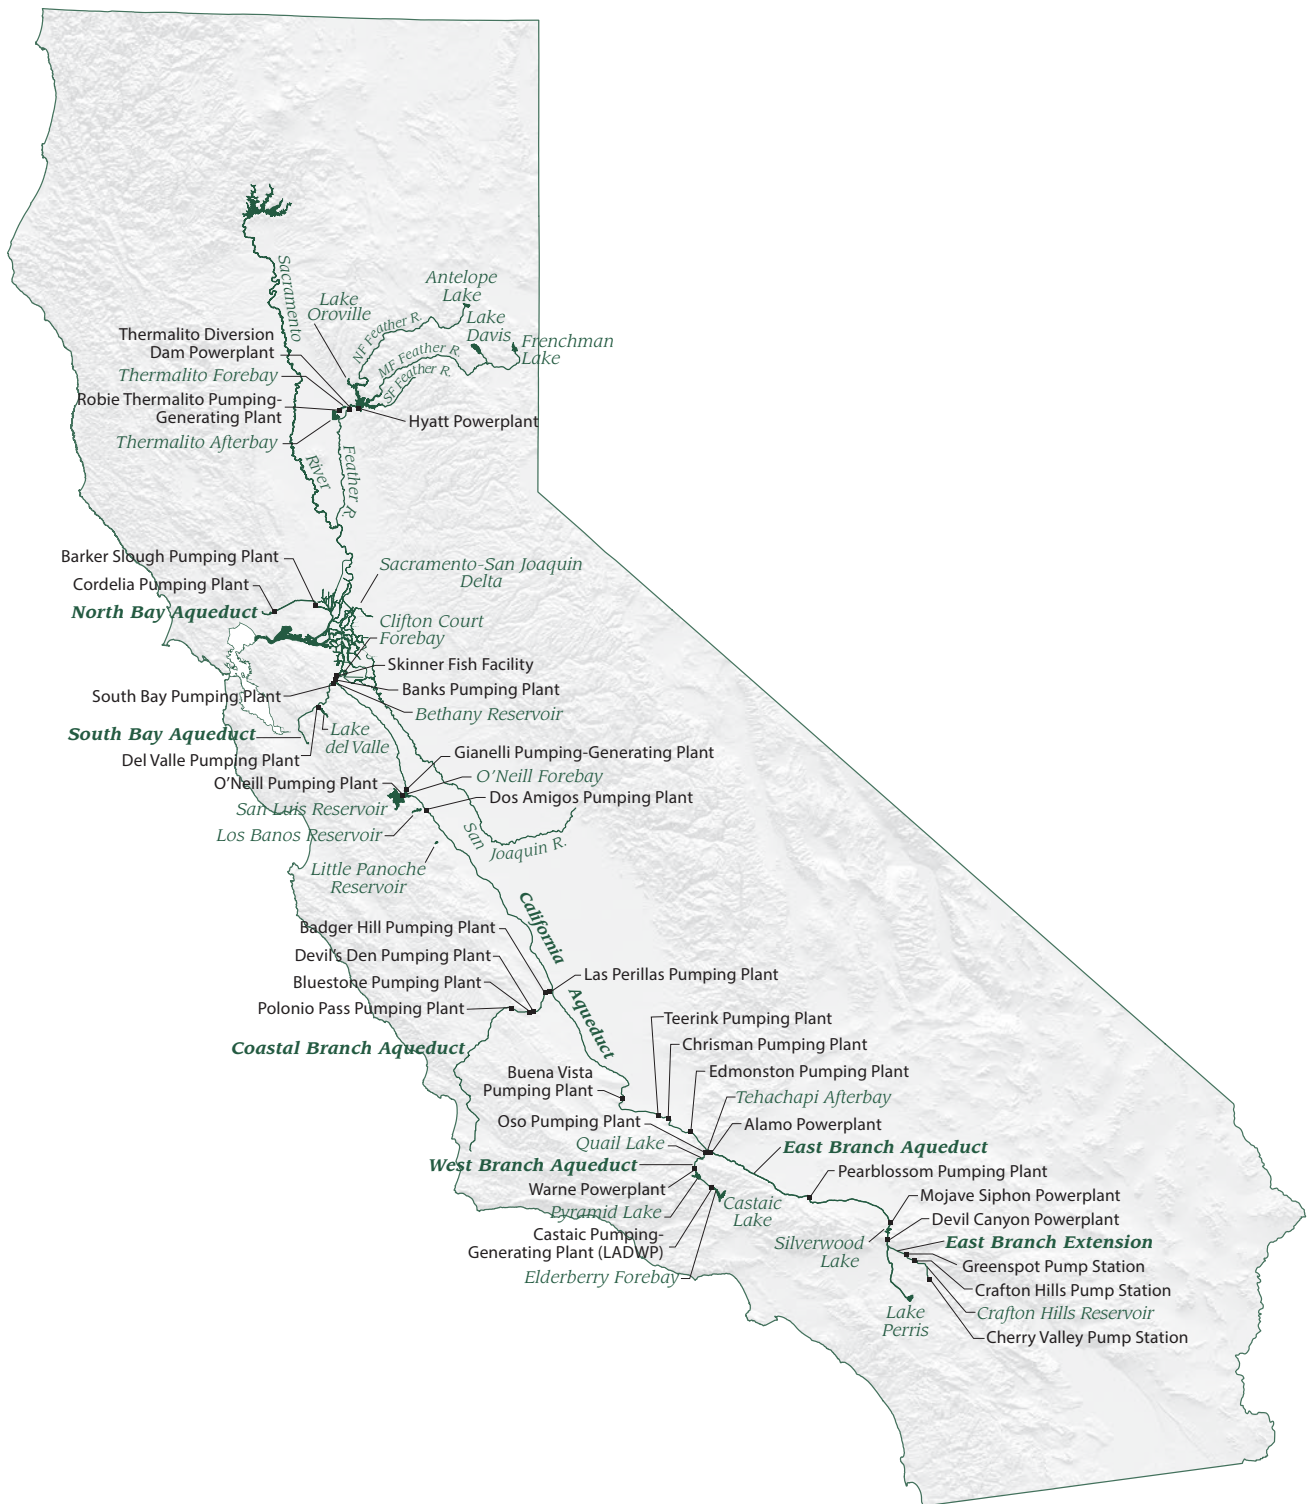 Sacramento
River
Antelope
Lake
Lake
Oroville
Lake
Davis
Frenchman
Lake
NF Feather R.
MF Feather R.
SF Feather R.
Thermalito Diversion
Dam Powerplant
Thermalito Forebay
Robie Thermalito Pumping-
Generating Plant
Thermalito Afterbay
Hyatt Powerplant
Feather R.
Barker Slough Pumping Plant
Cordelia Pumping Plant
North Bay Aqueduct
Sacramento-San Joaquin
Delta
Clifton Court
Forebay
Skinner Fish Facility
Banks Pumping Plant
South Bay Pumping Plant
Bethany Reservoir
South Bay Aqueduct
Lake
del Valle
Del Valle Pumping Plant
Gianelli Pumping-Generating Plant
O'Neill Forebay
O'Neill Pumping Plant
Dos Amigos Pumping Plant
San Luis Reservoir
Los Banos Reservoir
San
Joaquin R.
Little Panoche
Reservoir
California
Aqueduct
Badger Hill Pumping Plant
Devil's Den Pumping Plant
Las Perillas Pumping Plant
Bluestone Pumping Plant
Polonio Pass Pumping Plant
Coastal Branch Aqueduct
Teerink Pumping Plant
Chrisman Pumping Plant
Buena Vista
Pumping Plant
Edmonston Pumping Plant
Tehachapi Afterbay
Oso Pumping Plant
Alamo Powerplant
Quail Lake
East Branch Aqueduct
West Branch Aqueduct
Pearblossom Pumping Plant
Warne Powerplant
Mojave Siphon Powerplant
Pyramid Lake
Castaic
Lake
Devil Canyon Powerplant
Castaic Pumping-
Generating Plant (LADWP)
Silverwood
Lake
East Branch Extension
Greenspot Pump Station
Elderberry Forebay
Crafton Hills Pump Station
Lake
Perris
Crafton Hills Reservoir
Cherry Valley Pump Station